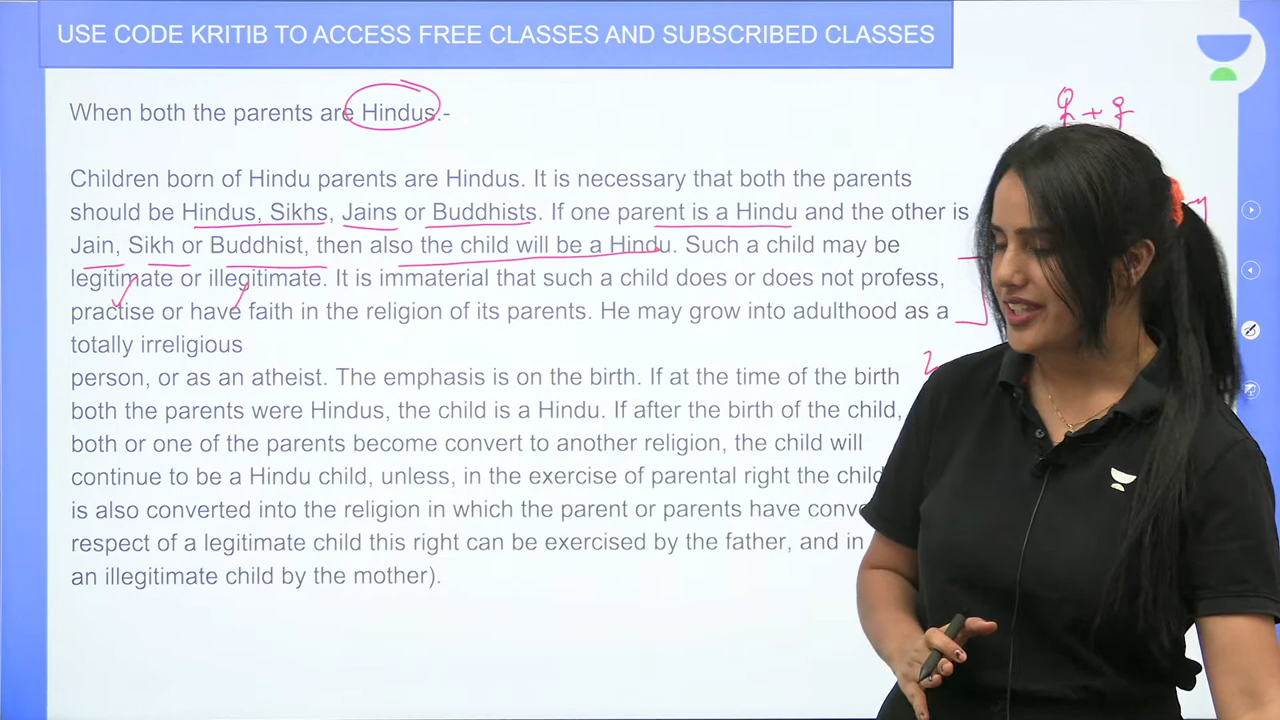 USE CODE KRITIB TO ACCESS FREE CLASSES AND SUBSCRIBED CLASSES
When both the parents are Hindus.-
Children born of Hindu parents are Hindus. It is necessary that both the parents
should be Hindus, Sikhs, Jains or Buddhists. If one parent is a Hindu and the other is
Jain, Sikh or Buddhist, then also the child will be a Hindu. Such a child may be
legitimate or illegitimate. It is immaterial that such a child does or does not profess,
practise or have faith in the religion of its parents. He may grow into adulthood as a
totally irreligious
person, or as an atheist. The emphasis is on the birth. If at the time of the birth
both the parents were Hindus, the child is a Hindu. If after the birth of the child,
both or one of the parents become convert to another religion, the child will
continue to be a Hindu child, unless, in the exercise of parental right the child
is also converted into the religion in which the parent or parents have
respect of a legitimate child this right can be exercised by the father, and in
an illegitimate child by the mother).